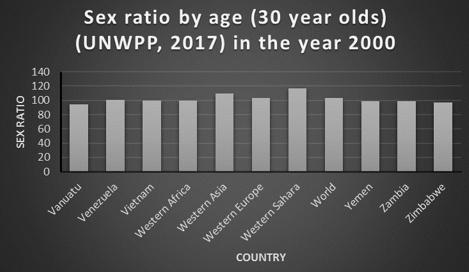 Sex ratio by age (30 year olds)
(UNWPP, 2017) in the year 2000
SEX RATIO
140
120
100
80
60
40
20
0
Vanuatu
Venezuela
Vietnam
Western Africa
Western Asia
Western Europe
Western Sahara
World
Yemen
Zambia
Zimbabwe
COUNTRY